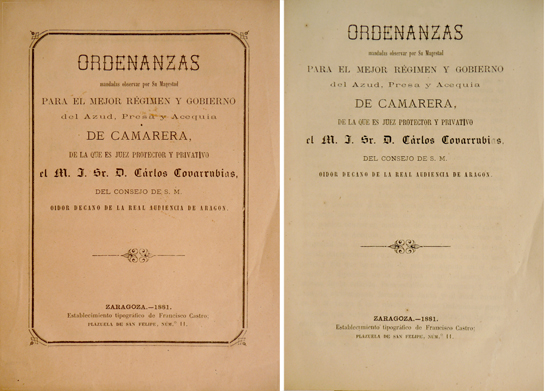 ORDENANZAS
mandadas observar por Su Magestad
PARA EL MEJOR RÉGIMEN Y GOBIERNO
del Azud, Presa y Acequia
DE CAMARERA,
DE LA QUE ES JUEZ PROTECTOR Y PRIVATIVO
el M. I. Sr. D. Cárlos Covarrubias,
DEL CONSEJO DE S. M.
OIDOR DECANO DE LA REAL AUDIENCIA DE ARAGON.
ZARAGOZA.—1881.
Establecimiento tipográfico de Francisco Castro;
PLAZUELA DE SAN FELIPE, NÚM.º 11.
ORDENANZAS
mandadas observar por Su Magestad
PARA EL MEJOR RÉGIMEN Y GOBIERNO
del Azud, Presa y Acequia
DE CAMARERA,
DE LA QUE ES JUEZ PROTECTOR Y PRIVATIVO
el M. I. Sr. D. Cárlos Covarrubias,
DEL CONSEJO DE S. M.
OIDOR DECANO DE LA REAL AUDIENCIA DE ARAGON.
ZARAGOZA.—1881.
Establecimiento tipográfico de Francisco Castro;
PLAZUELA DE SAN FELIPE, NÚM.º 11.